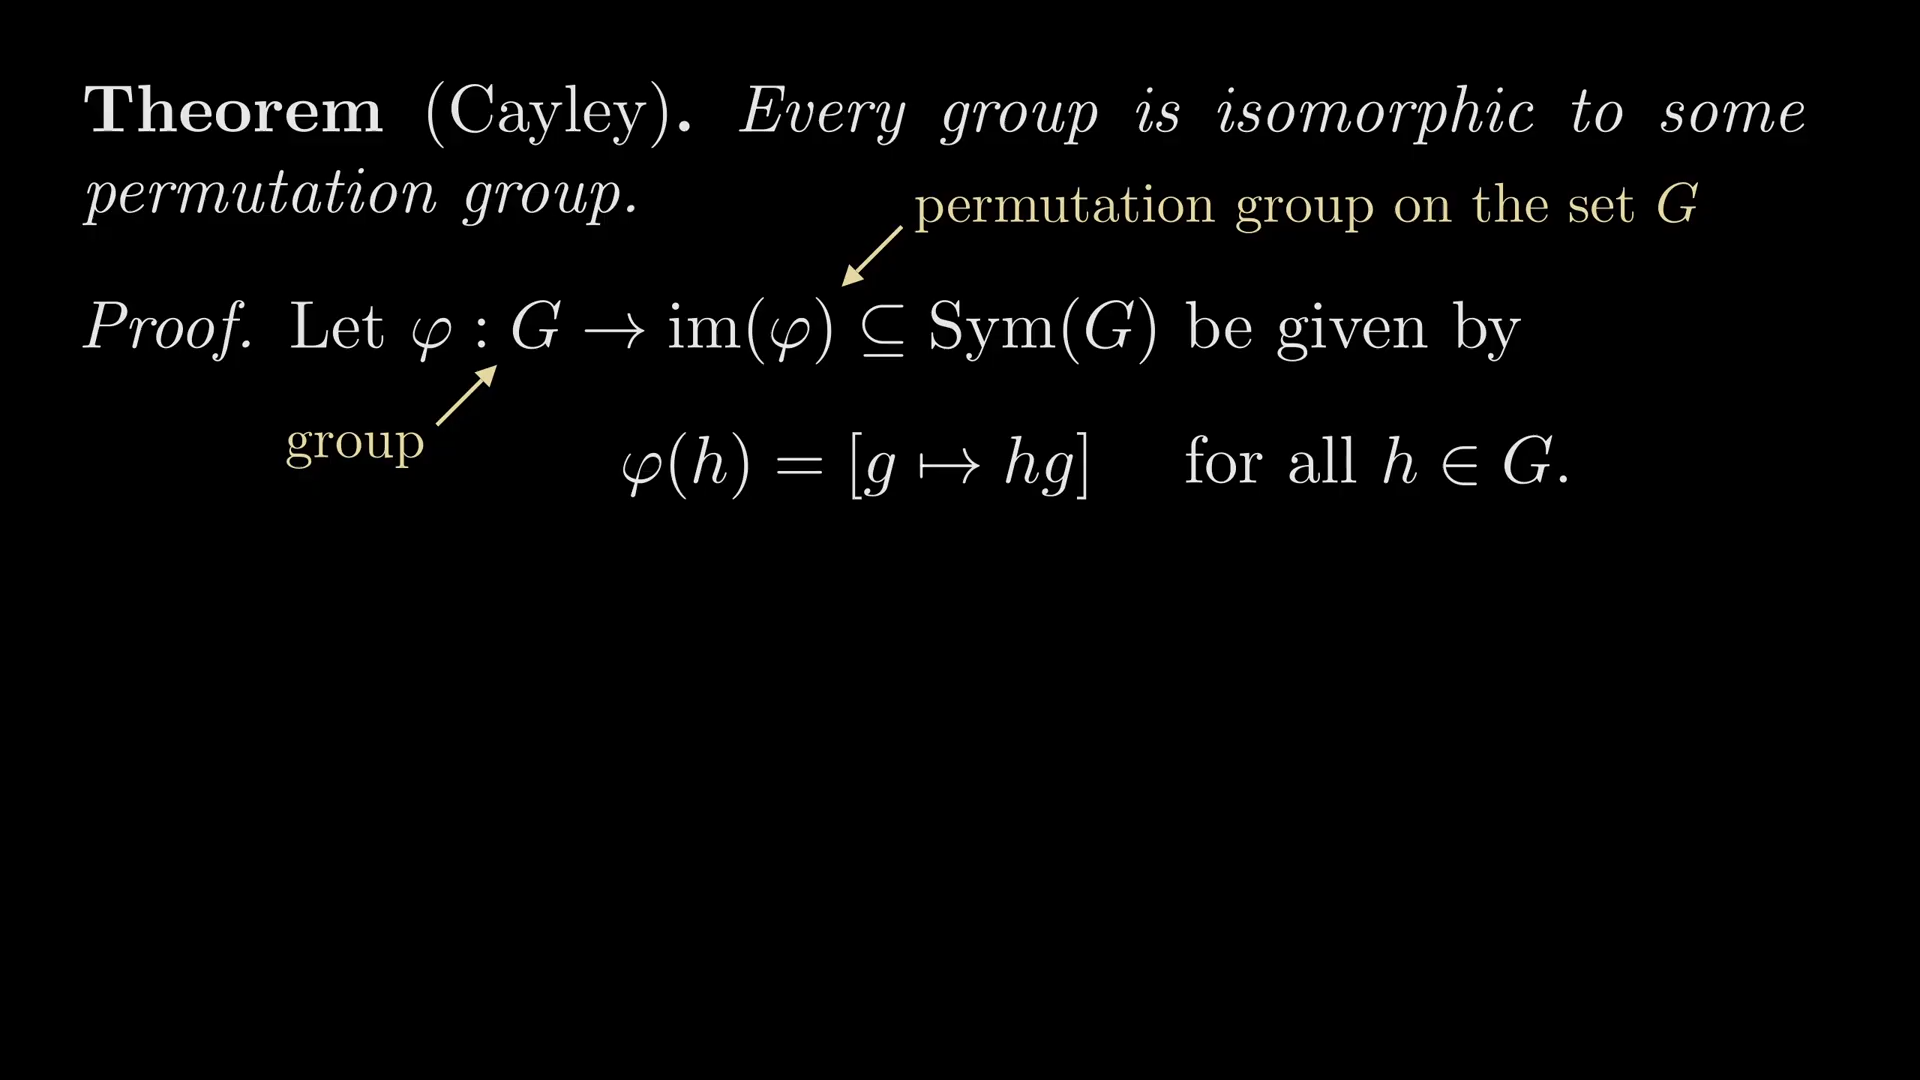 Theorem (Cayley). Every group is isomorphic to some
permutation group.
permutation group on the set G
Proof. Let φ : G → im(φ) ⊆ Sym(G) be given by
group
φ(h) = [g ↦ hg] for all h ∈ G.